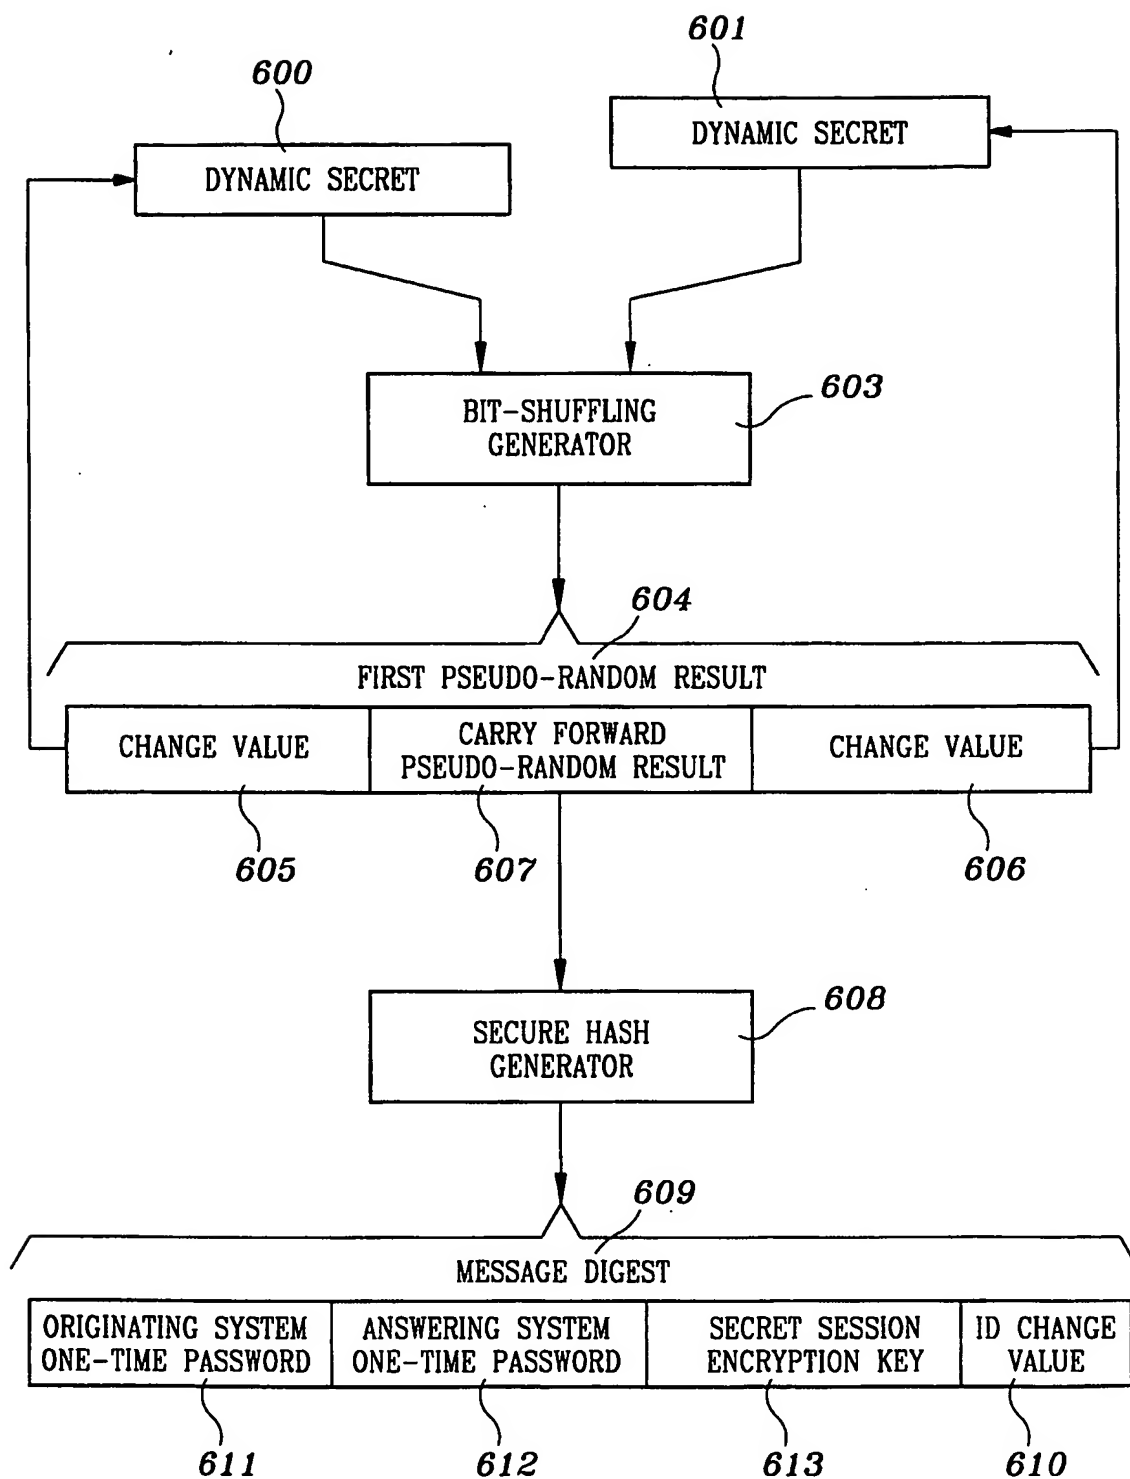 601
600
DYNAMIC SECRET
DYNAMIC SECRET
603
BIT-SHUFFLING
GENERATOR
604
FIRST PSEUDO-RANDOM RESULT
CHANGE VALUE
CARRY FORWARD
PSEUDO-RANDOM RESULT
CHANGE VALUE
605
607
606
608
SECURE HASH
GENERATOR
609
MESSAGE DIGEST
ORIGINATING SYSTEM
ONE-TIME PASSWORD
ANSWERING SYSTEM
ONE-TIME PASSWORD
SECRET SESSION
ENCRYPTION KEY
ID CHANGE
VALUE
611
612
613
610